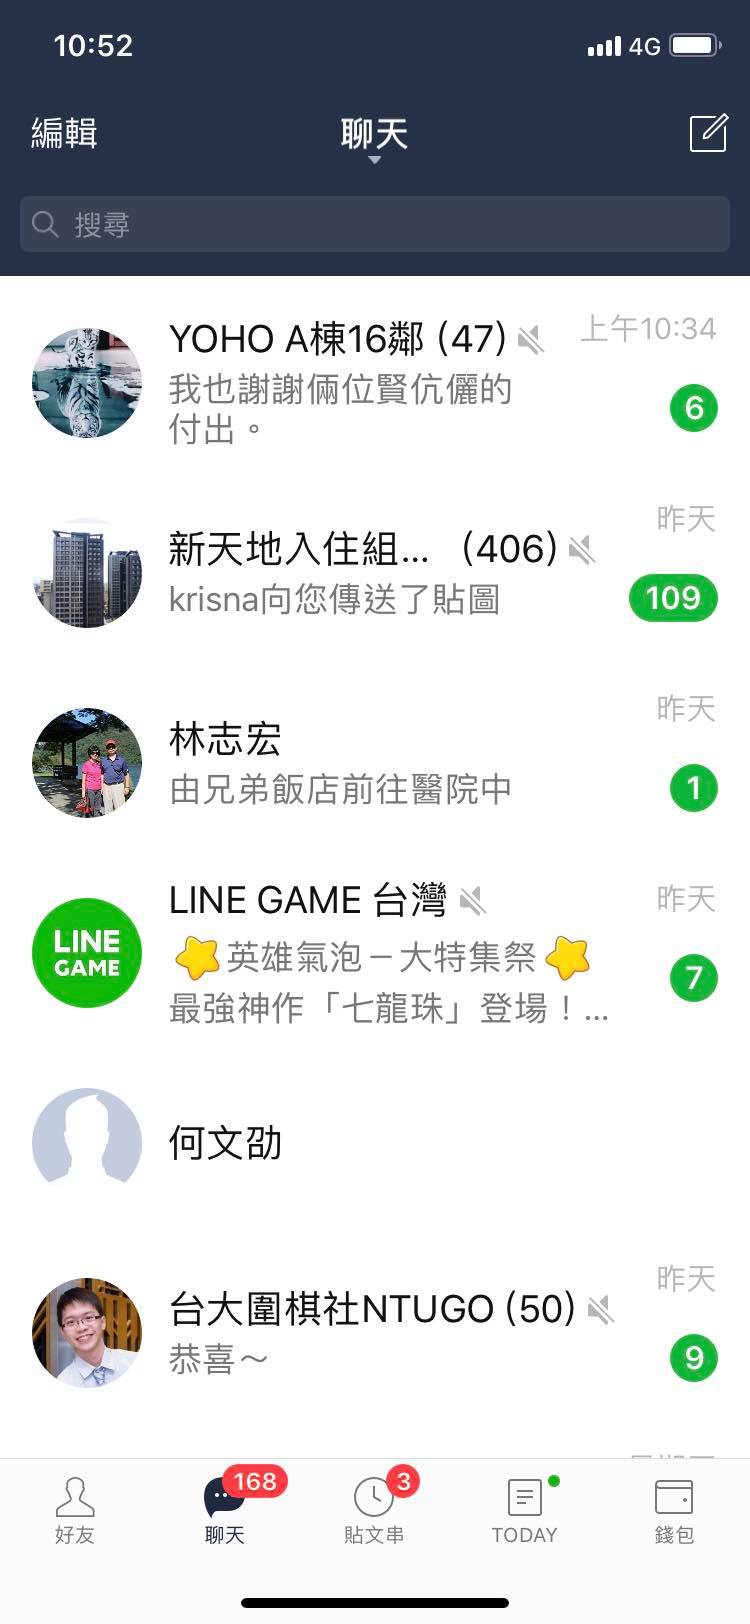 10:52
4G
編輯
聊天
搜尋
YOHO A棟16鄰 (47)
上午10:34
我也謝謝倆位賢伉儷的
付出。
6
昨天
新天地入住組... (406)
krisna向您傳送了貼圖
109
昨天
林志宏
由兄弟飯店前往醫院中
1
LINE GAME 台灣
昨天
LINE
GAME
英雄氣泡－大特集祭
最強神作「七龍珠」登場！...
7
何文劭
昨天
台大圍棋社NTUGO (50)
恭喜～
9
168
3
好友
聊天
貼文串
TODAY
錢包